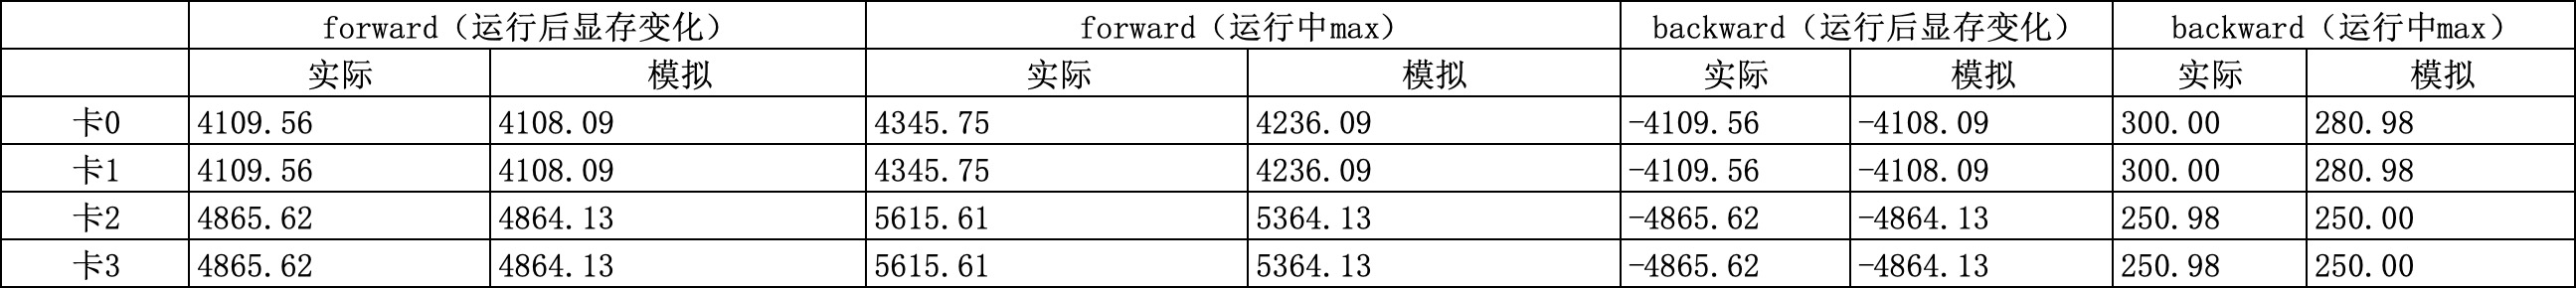 forward（运行后显存变化） forward（运行中max） backward（运行后显存变化） backward（运行中max）
实际 模拟 实际 模拟 实际 模拟 实际 模拟
卡0 4109.56 4108.09 4345.75 4236.09 -4109.56 -4108.09 300.00 280.98
卡1 4109.56 4108.09 4345.75 4236.09 -4109.56 -4108.09 300.00 280.98
卡2 4865.62 4864.13 5615.61 5364.13 -4865.62 -4864.13 250.98 250.00
卡3 4865.62 4864.13 5615.61 5364.13 -4865.62 -4864.13 250.98 250.00